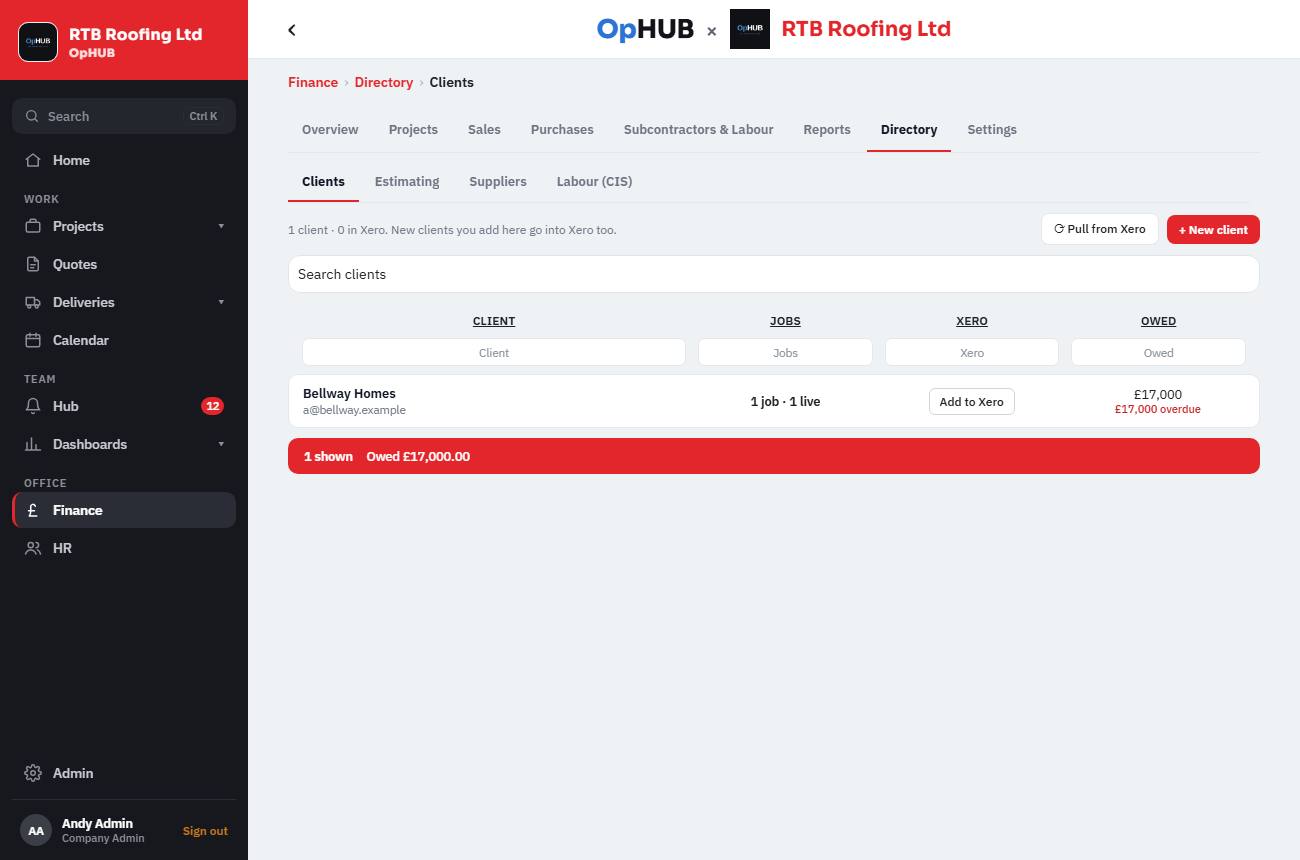 OpHUB
RTB Roofing Ltd
OpHUB
Search
Ctrl K
Home
WORK
Projects
Quotes
Deliveries
Calendar
TEAM
Hub
12
Dashboards
OFFICE
Finance
HR
Admin
AA
Andy Admin
Company Admin
Sign out
OpHUB × OpHUB RTB Roofing Ltd
Finance › Directory › Clients
Overview Projects Sales Purchases Subcontractors & Labour Reports Directory Settings
Clients Estimating Suppliers Labour (CIS)
1 client · 0 in Xero. New clients you add here go into Xero too.
Pull from Xero
+ New client
Search clients
CLIENT JOBS XERO OWED
Client Jobs Xero Owed
Bellway Homes
a@bellway.example
1 job · 1 live
Add to Xero
£17,000
£17,000 overdue
1 shown Owed £17,000.00